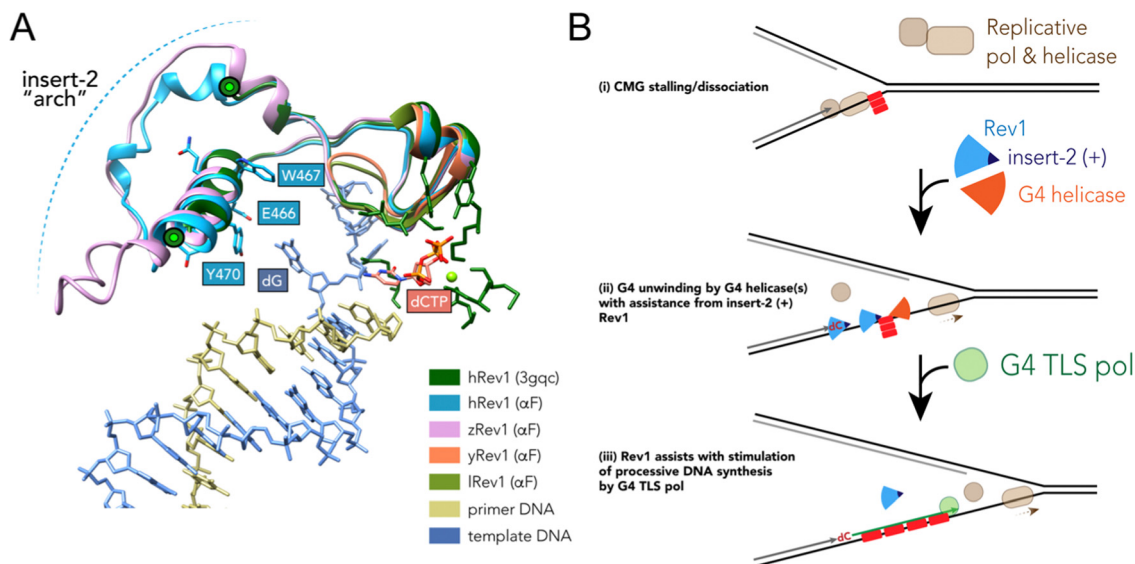 A
insert-2
"arch"
W467
E466
Y470
dG
dCTP
hRev1 (3gqc)
hRev1 (αF)
zRev1 (αF)
yRev1 (αF)
lRev1 (αF)
primer DNA
template DNA
B
Replicative
pol & helicase
(i) CMG stalling/dissociation
Rev1
insert-2 (+)
G4 helicase
(ii) G4 unwinding by G4 helicase(s)
with assistance from insert-2 (+)
Rev1
dC
G4 TLS pol
(iii) Rev1 assists with stimulation
of processive DNA synthesis
by G4 TLS pol
dC